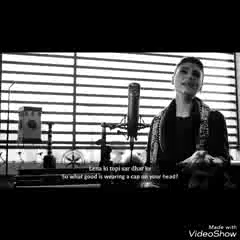 Lena ki topi sar dhar ke
So what good is wearing a cap on your head?
Made with
VideoShow